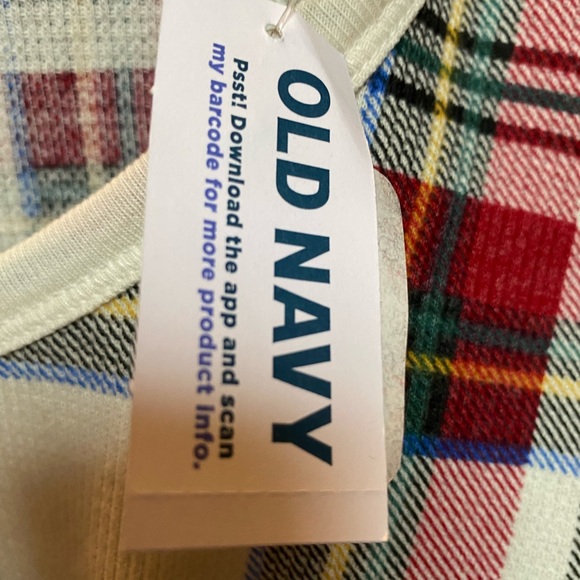 OLD NAVY
Psst! Download the app and scan
my barcode for more product info.